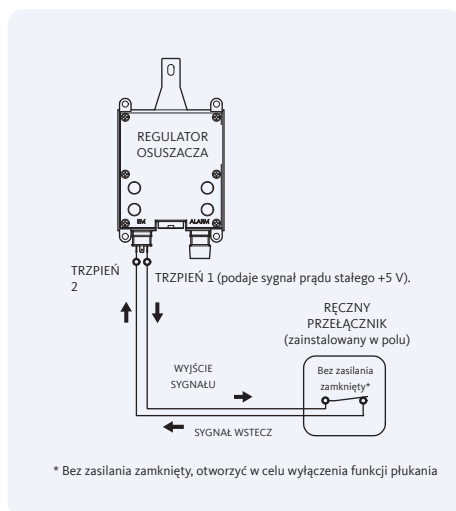 REGULATOR
OSUSZACZA
EM.
ALARM.
TRZPIEŃ
2
TRZPIEŃ 1 (podaje sygnał prądu stałego +5 V).
RĘCZNY
PRZEŁĄCZNIK
(zainstalowany w polu)
Bez zasilania
zamknięty*
WYJŚCIE
SYGNAŁU
SYGNAŁ WSTECZ
* Bez zasilania zamknięty, otworzyć w celu wyłączenia funkcji płukania